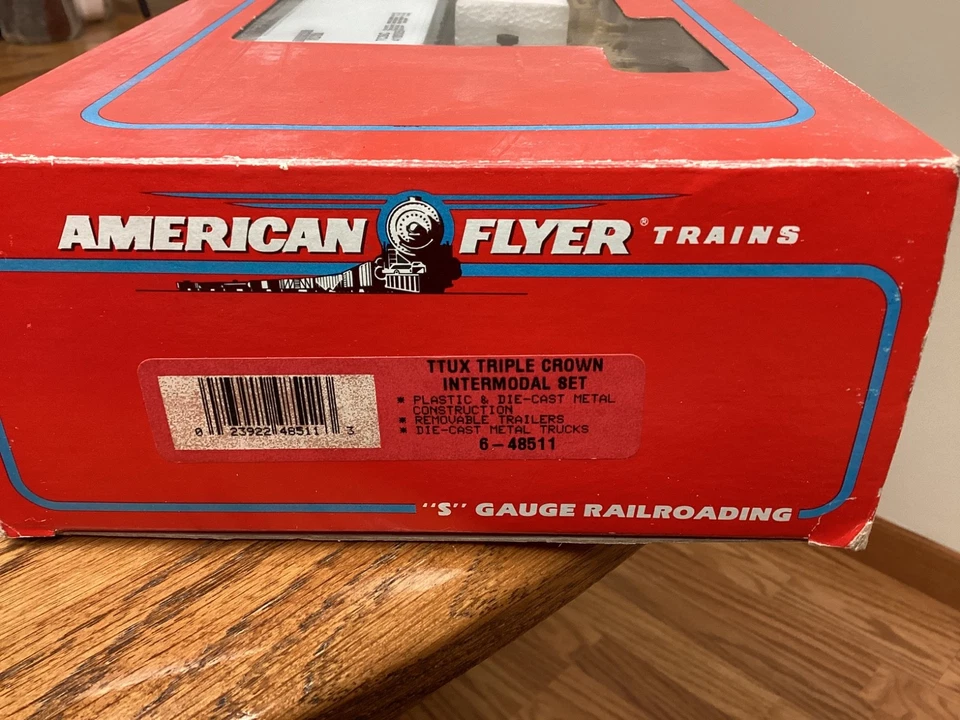 AMERICAN FLYER® TRAINS
TTUX TRIPLE CROWN
INTERMODAL SET
▪ PLASTIC & DIE-CAST METAL
CONSTRUCTION
▪ REMOVABLE TRAILERS
▪ DIE-CAST METAL TRUCKS
6-48511
0 23922 48511 3
"S" GAUGE RAILROADING